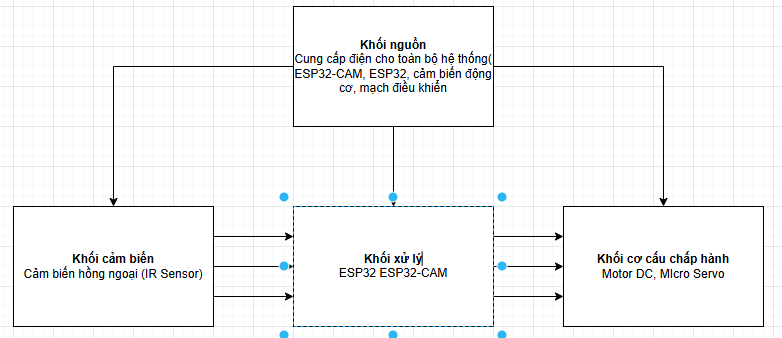 Khối nguồn
Cung cấp điện cho toàn bộ hệ thống(
ESP32-CAM, ESP32, cảm biến động
cơ, mạch điều khiển
Khối cảm biến
Cảm biến hồng ngoại (IR Sensor)
Khối xử lý
ESP32 ESP32-CAM
Khối cơ cấu chấp hành
Motor DC, MIcro Servo